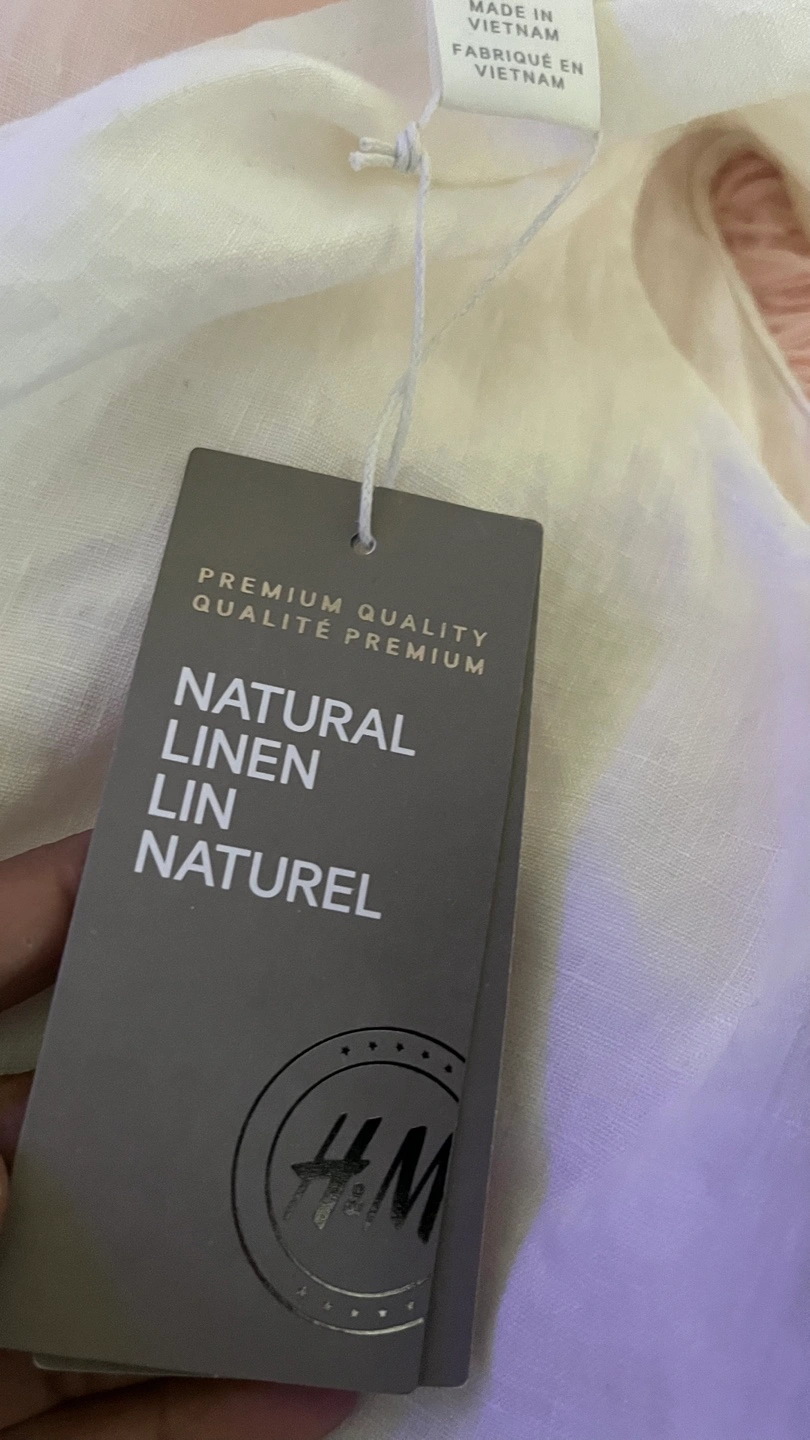 MADE IN
VIETNAM
FABRIQUÉ EN
VIETNAM
PREMIUM QUALITY
QUALITÉ PREMIUM
NATURAL
LINEN
LIN
NATUREL
H&M